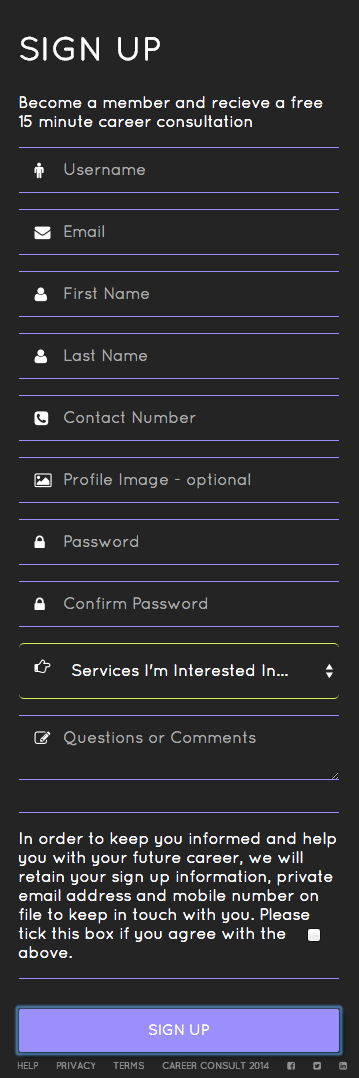 SIGN UP
Become a member and recieve a free
15 minute career consultation
Username
Email
First Name
Last Name
Contact Number
Profile Image - optional
Password
Confirm Password
Services I'm Interested In...
Questions or Comments
In order to keep you informed and help
you with your future career, we will
retain your sign up information, private
email address and mobile number on
file to keep in touch with you. Please
tick this box if you agree with the
above.
SIGN UP
HELP PRIVACY TERMS CAREER CONSULT 2014